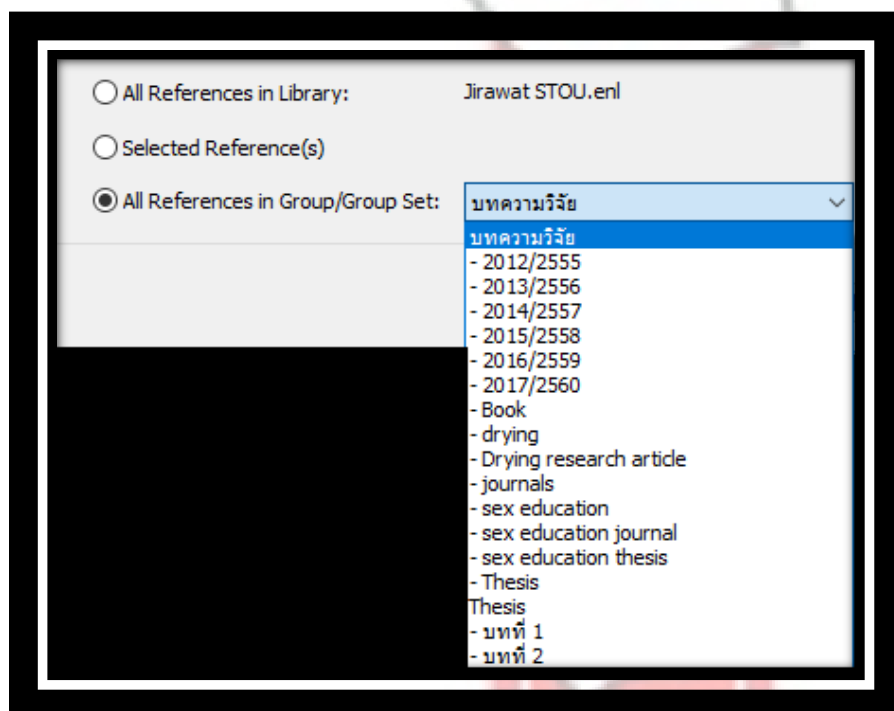 All References in Library: Jirawat STOU.enl
Selected Reference(s)
All References in Group/Group Set: บทความวิจัย
บทความวิจัย
- 2012/2555
- 2013/2556
- 2014/2557
- 2015/2558
- 2016/2559
- 2017/2560
- Book
- drying
- Drying research article
- journals
- sex education
- sex education journal
- sex education thesis
- Thesis
Thesis
- บทที่ 1
- บทที่ 2